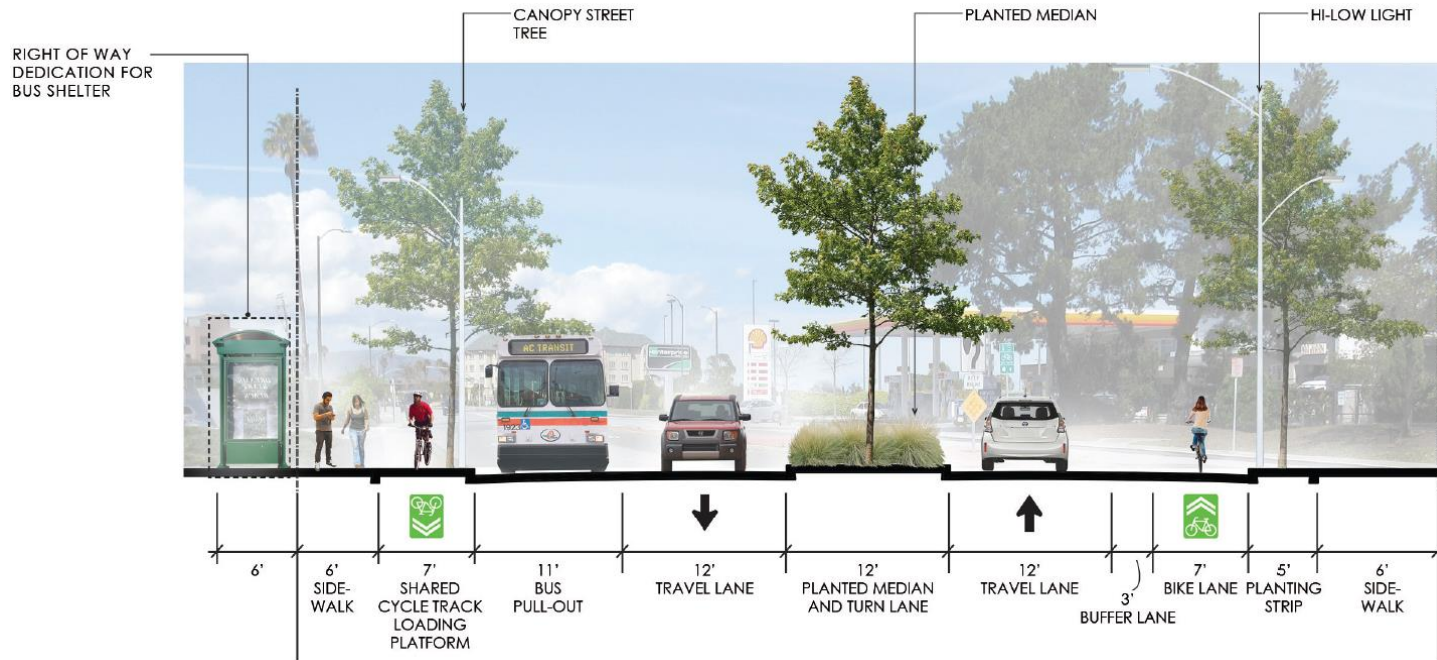 CANOPY STREET
TREE
PLANTED MEDIAN
HI-LOW LIGHT
RIGHT OF WAY
DEDICATION FOR
BUS SHELTER
AC TRANSIT
1923
6'
6'
SIDE-
WALK
7'
SHARED
CYCLE TRACK
LOADING
PLATFORM
11'
BUS
PULL-OUT
12'
TRAVEL LANE
12'
PLANTED MEDIAN
AND TURN LANE
12'
TRAVEL LANE
3'
BUFFER LANE
7'
BIKE LANE
5'
PLANTING
STRIP
6'
SIDE-
WALK